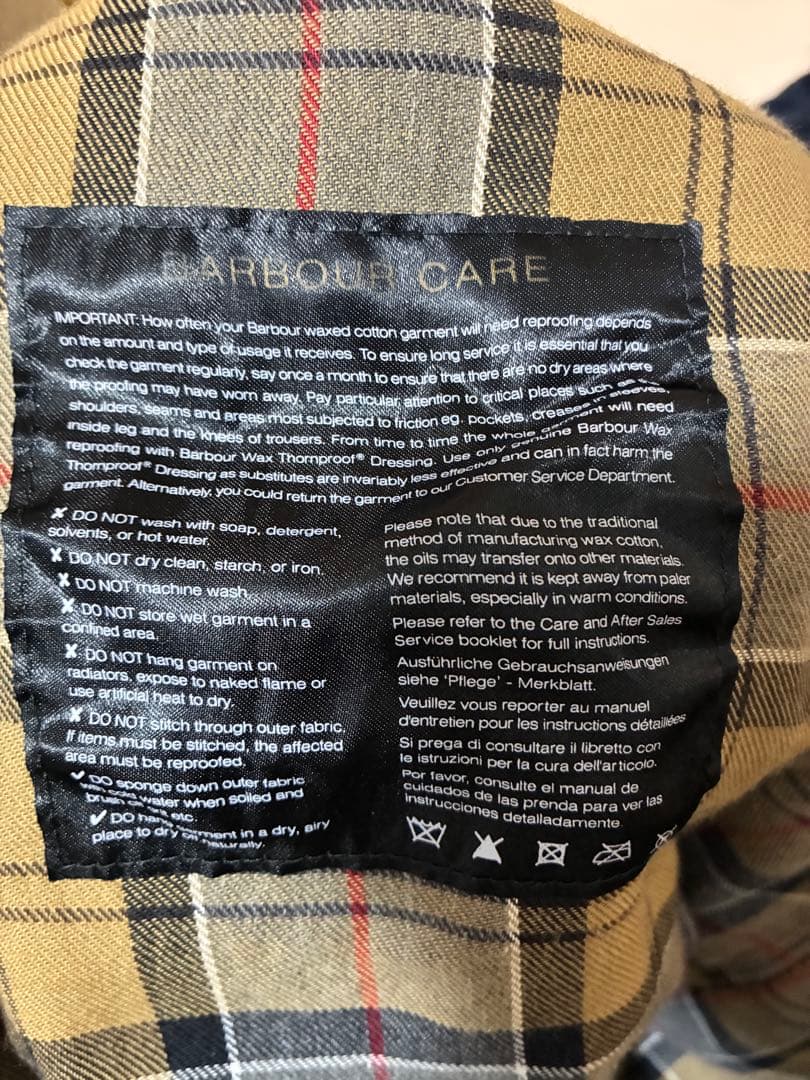 BARBOUR CARE
IMPORTANT: How often your Barbour waxed cotton garment will need reproofing depends
on the amount and type of usage it receives. To ensure long service it is essential that you
check the garment regularly, say once a month to ensure that there are no dry areas where
the proofing may have worn away. Pay particular attention to critical places such as
shoulders, seams and areas most subjected to friction eg. pockets, creases in sleeves,
inside leg and the knees of trousers. From time to time the whole garment will need
reproofing with Barbour Wax Thornproof® Dressing. Use only genuine Barbour Wax
Thornproof® Dressing as substitutes are invariably less effective and can in fact harm the
garment. Alternatively, you could return the garment to our Customer Service Department.
✘ DO NOT wash with soap, detergent,
solvents, or hot water.
✘ DO NOT dry clean, starch, or iron.
✘ DO NOT machine wash.
✘ DO NOT store wet garment in a
confined area.
✘ DO NOT hang garment on
radiators, expose to naked flame or
use artificial heat to dry.
✘ DO NOT stitch through outer fabric.
If items must be stitched, the affected
area must be reproofed.
✓ DO sponge down outer fabric
water when soiled and
✓ DO etc.
place to dry garment in a dry, airy
naturally.
Please note that due to the traditional
method of manufacturing wax cotton,
the oils may transfer onto other materials.
We recommend it is kept away from paler
materials, especially in warm conditions.
Please refer to the Care and After Sales
Service booklet for full instructions.
Ausführliche Gebrauchsanweisungen
siehe 'Pflege' - Merkblatt.
Veuillez vous reporter au manuel
d'entretien pour les instructions détaillées
Si prega di consultare il libretto con
le istruzioni per la cura dell'articolo.
Por favor, consulte el manual de
cuidados de las prenda para ver las
instrucciones detalladamente.